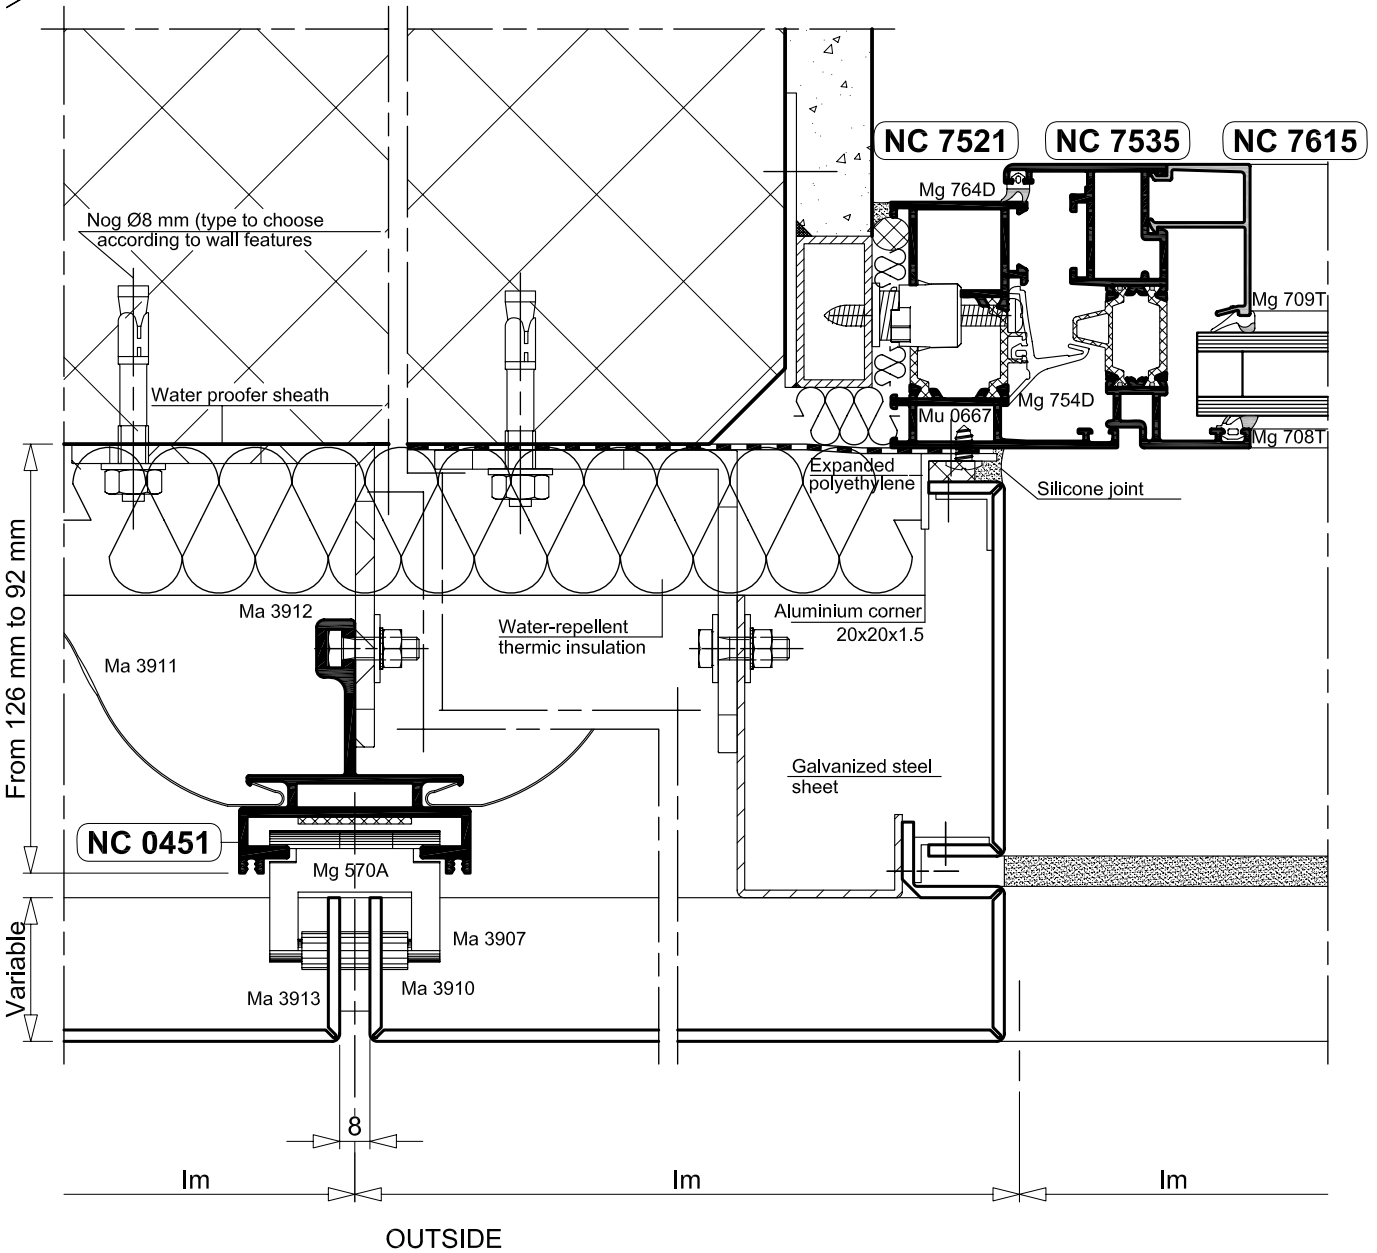 NC 7521
NC 7535
NC 7615
Mg 764D
Nog Ø8 mm (type to choose
according to wall features
Mg 709T
Water proofer sheath
Mg 754D
Mu 0667
Mg 708T
Expanded
polyethylene
Silicone joint
From 126 mm to 92 mm
Ma 3912
Water-repellent
thermic insulation
Aluminium corner
20x20x1.5
Ma 3911
Galvanized steel
sheet
NC 0451
Mg 570A
Variable
Ma 3907
Ma 3913
Ma 3910
8
lm
lm
lm
OUTSIDE